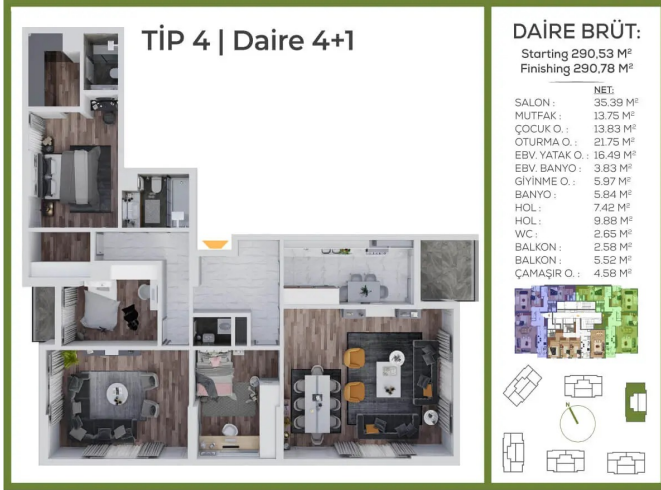 TİP 4 | Daire 4+1
DAİRE BRÜT:
Starting 290,53 M²
Finishing 290,78 M²
NET:
SALON : 35.39 M²
MUTFAK : 13.75 M²
ÇOCUK O. : 13.83 M²
OTURMA O. : 21.75 M²
EBV. YATAK O. : 16.49 M²
EBV. BANYO : 3.83 M²
GİYİNME O. : 5.97 M²
BANYO : 5.84 M²
HOL : 7.42 M²
HOL : 9.88 M²
WC : 2.65 M²
BALKON : 2.58 M²
BALKON : 5.52 M²
ÇAMAŞIR O. : 4.58 M²
N